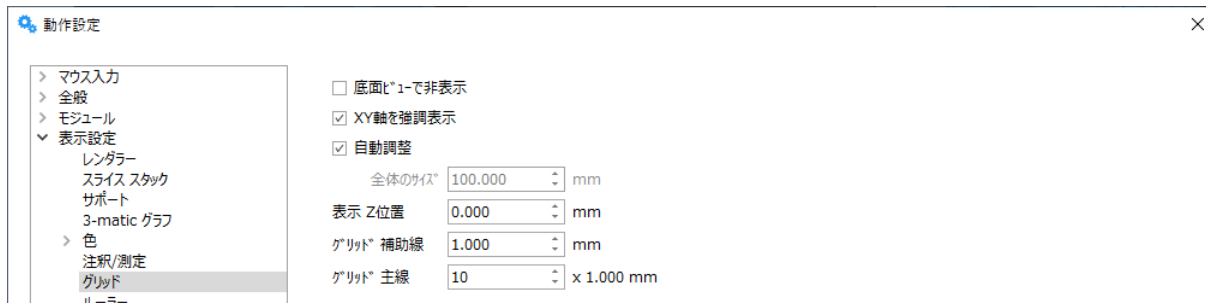 動作設定
マウス入力
全般
モジュール
表示設定
レンダラー
スライス スタック
サポート
3-matic グラフ
色
注釈/測定
グリッド
ルーラー
底面ﾋﾞｭｰで非表示
XY軸を強調表示
自動調整
全体のｻｲｽﾞ 100.000 mm
表示 Z位置 0.000 mm
ｸﾞﾘｯﾄﾞ 補助線 1.000 mm
ｸﾞﾘｯﾄﾞ 主線 10 x 1.000 mm